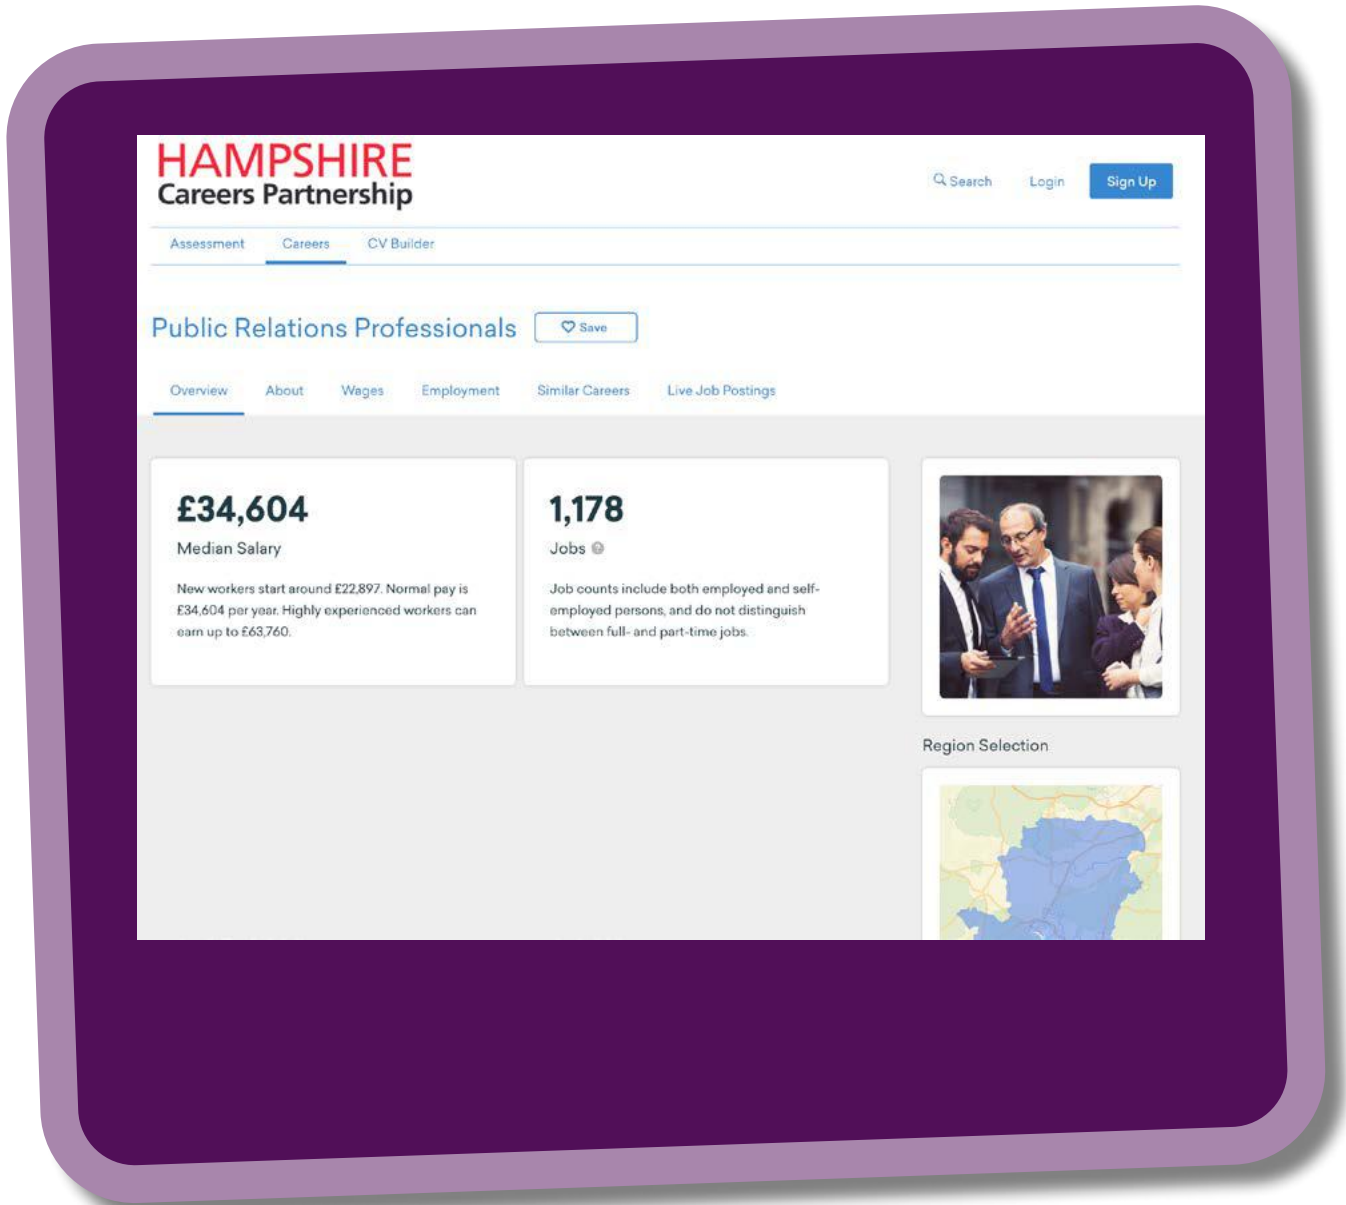 HAMPSHIRE
Careers Partnership
Search Login Sign Up
Assessment Careers CV Builder
Public Relations Professionals Save
Overview About Wages Employment Similar Careers Live Job Postings
£34,604
Median Salary
New workers start around £22,897. Normal pay is
£34,604 per year. Highly experienced workers can
earn up to £63,760.
1,178
Jobs
Job counts include both employed and self-
employed persons, and do not distinguish
between full- and part-time jobs.
Region Selection